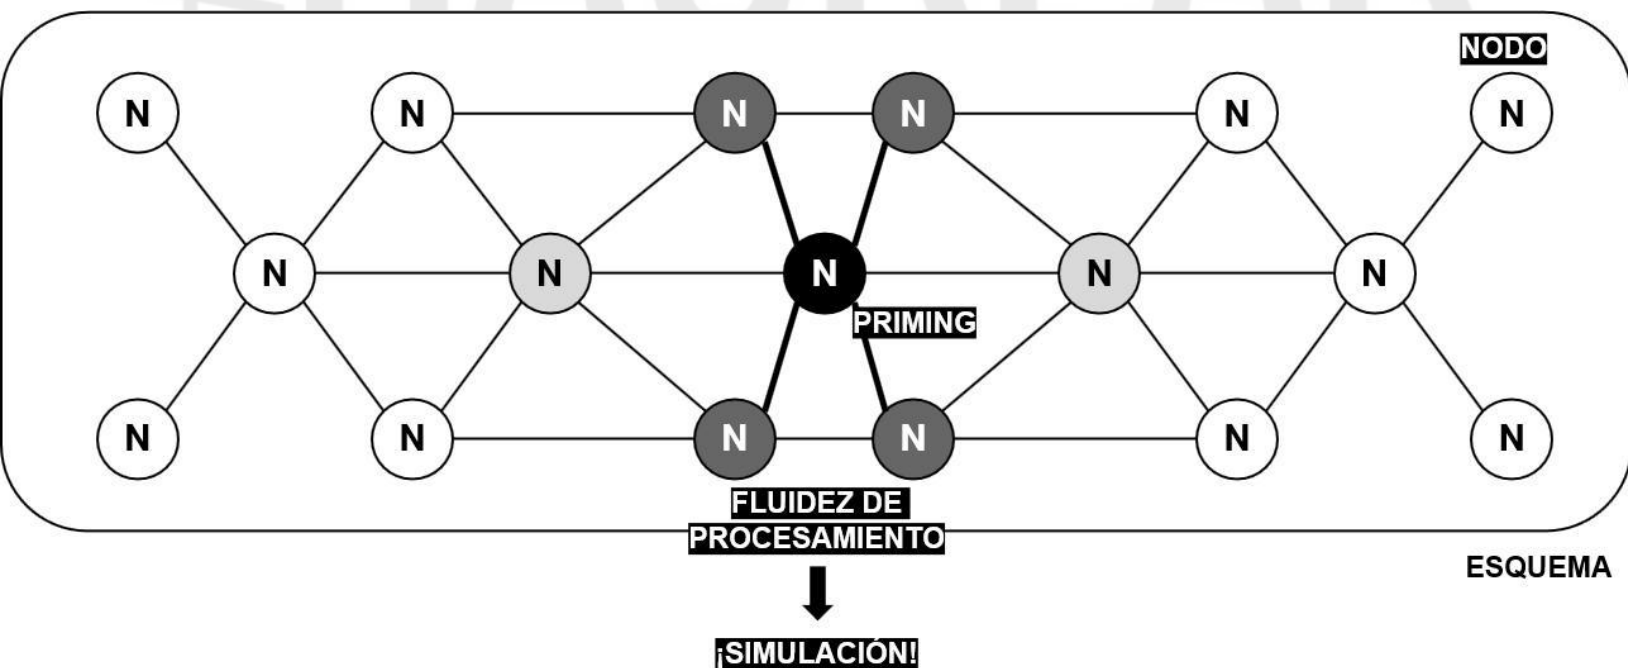 NODO
N N N N N N
N N N N N
N N N N N N
PRIMING
FLUIDEZ DE
PROCESAMIENTO
ESQUEMA
¡SIMULACIÓN!